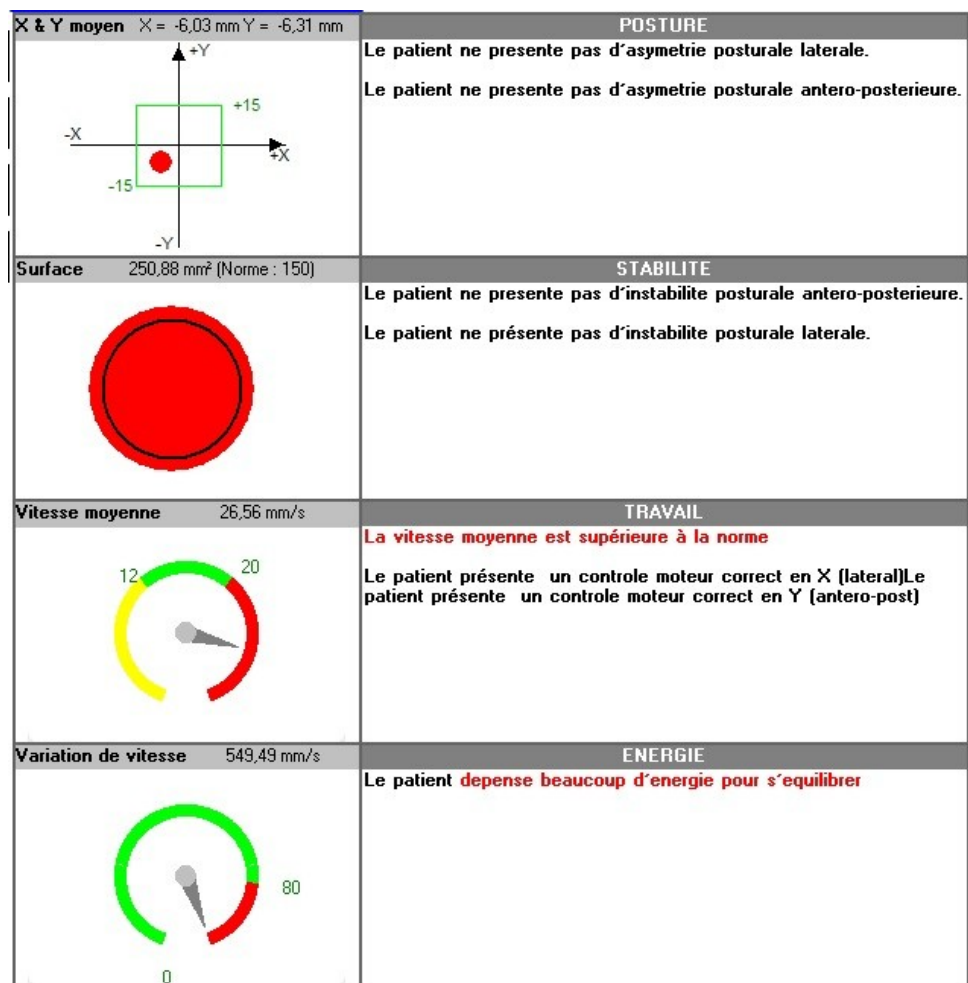 X & Y moyen X = -6,03 mm Y = -6,31 mm
POSTURE
+Y
+15
-X
+X
-15
-Y
Le patient ne presente pas d´asymetrie posturale laterale.
Le patient ne presente pas d´asymetrie posturale antero-posterieure.
Surface 250,88 mm² (Norme : 150)
STABILITE
Le patient ne presente pas d´instabilite posturale antero-posterieure.
Le patient ne présente pas d´instabilite posturale laterale.
Vitesse moyenne 26,56 mm/s
TRAVAIL
12
20
La vitesse moyenne est supérieure à la norme
Le patient présente un controle moteur correct en X (lateral)Le
patient présente un controle moteur correct en Y (antero-post)
Variation de vitesse 549,49 mm/s
ENERGIE
80
0
Le patient depense beaucoup d´energie pour s´equilibrer